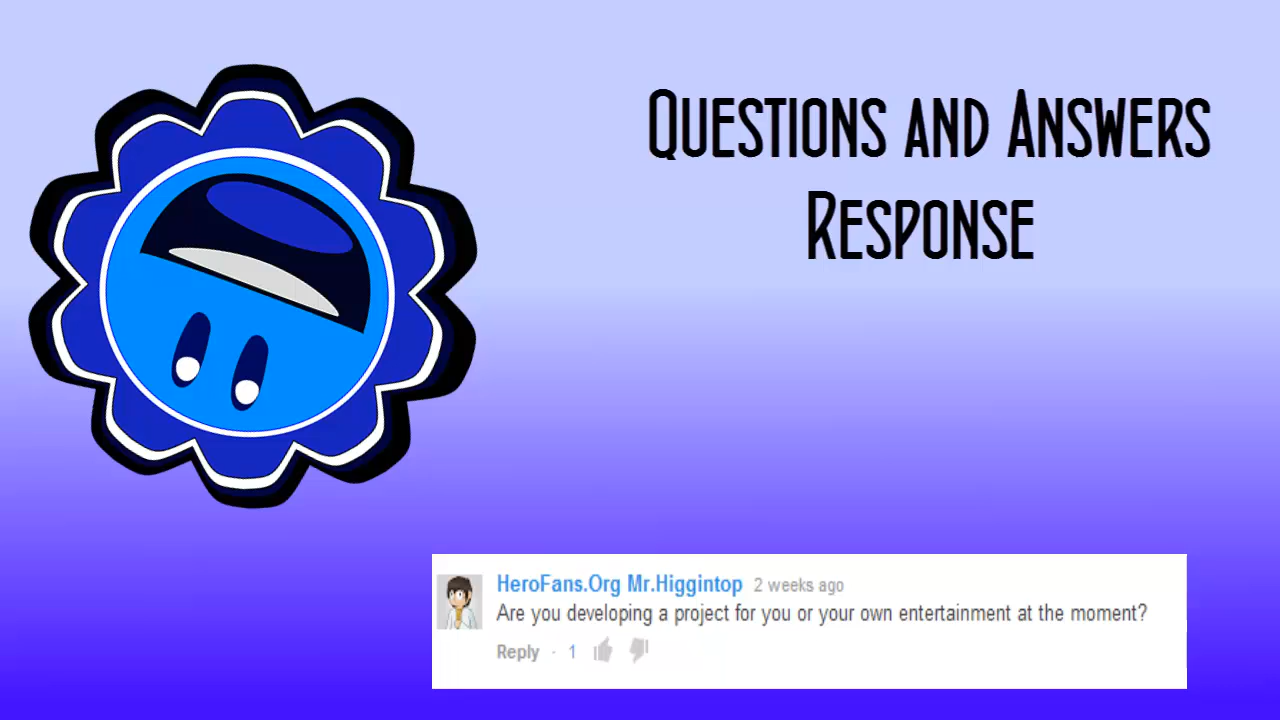 Questions and Answers
Response
HeroFans.Org Mr.Higgintop 2 weeks ago
Are you developing a project for you or your own entertainment at the moment?
Reply · 1